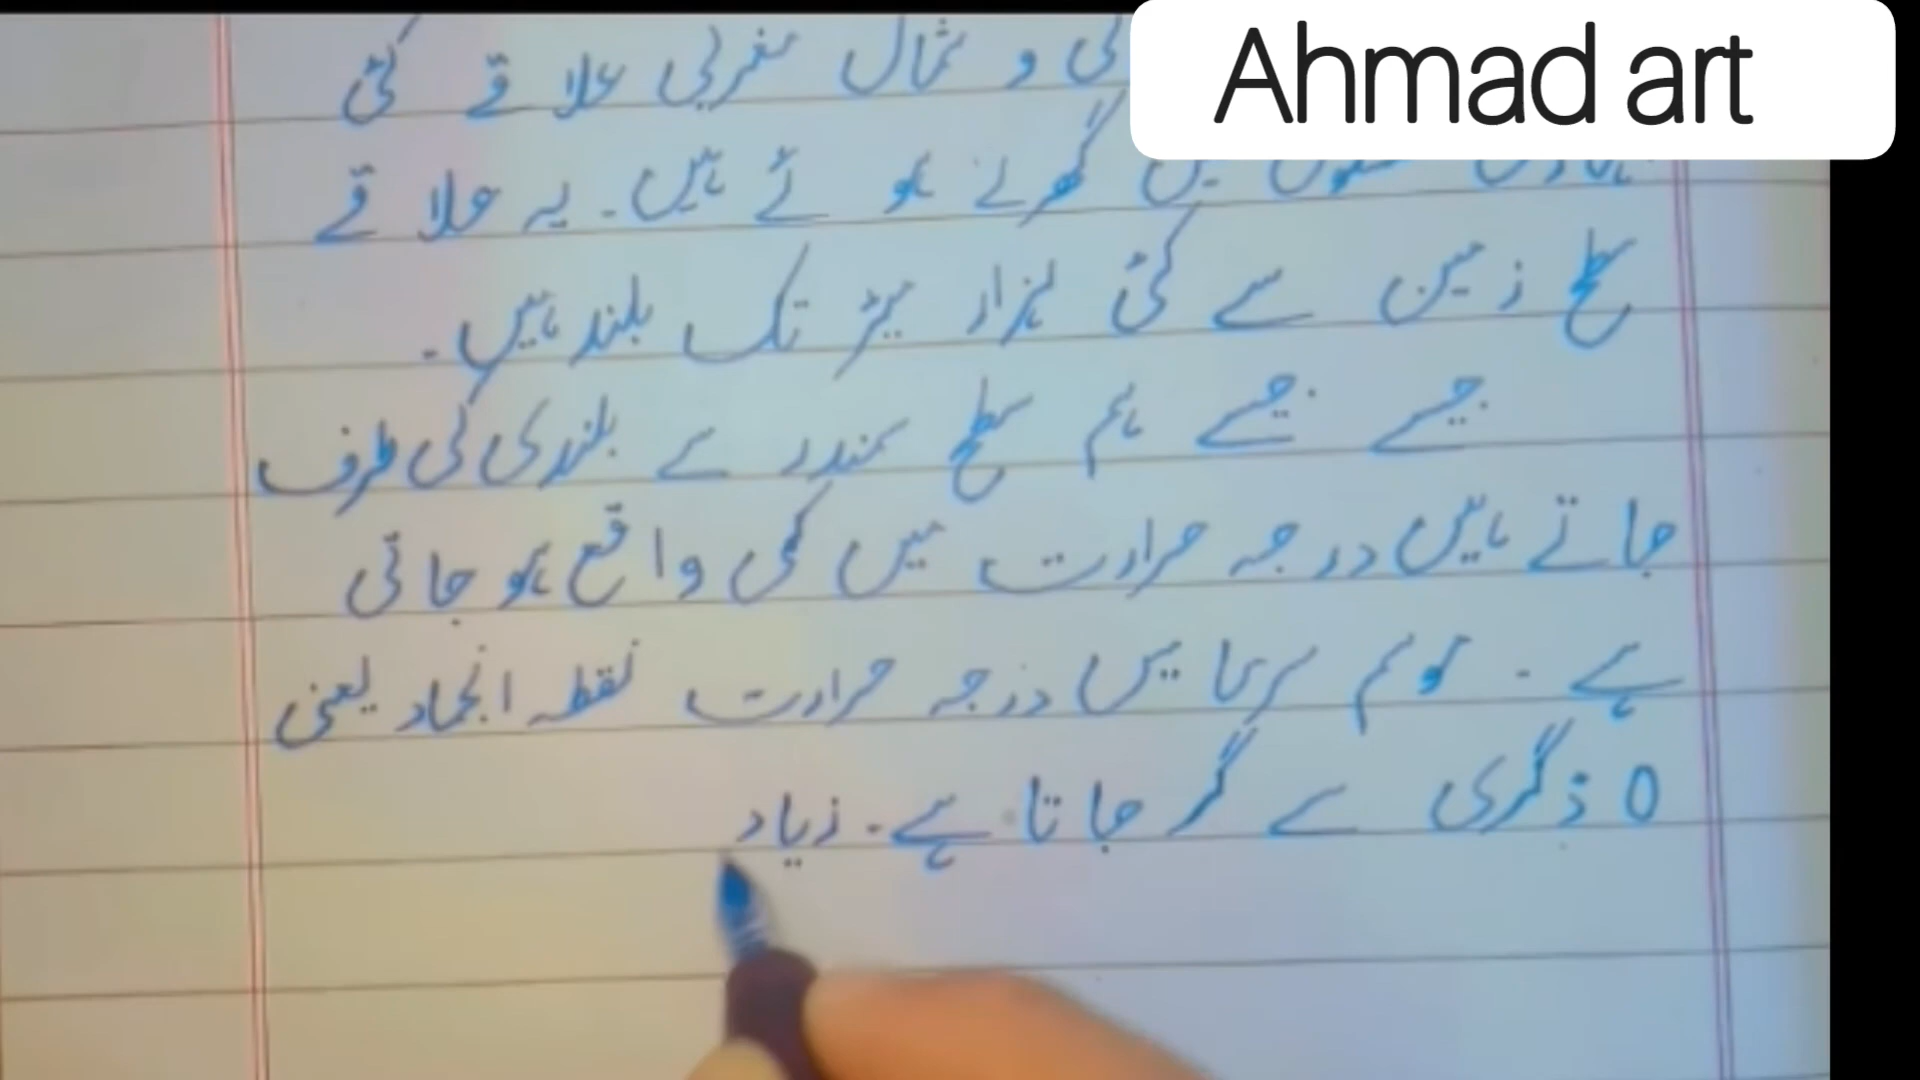 Ahmad art
و شمال مغربی علاقے کئی
گھرے ہوئے ہیں۔ یہ علاقے
سطح زمین سے کئی ہزار میٹر تک بلند ہیں۔
جیسے جیسے ہم سطح سمندر سے بلندی کی طرف
جاتے ہیں درجہ حرارت میں کمی واقع ہو جاتی
ہے۔ موسم سرما میں درجہ حرارت نقطہ انجماد یعنی
0 ڈگری سے گر جاتا ہے۔ زیاد